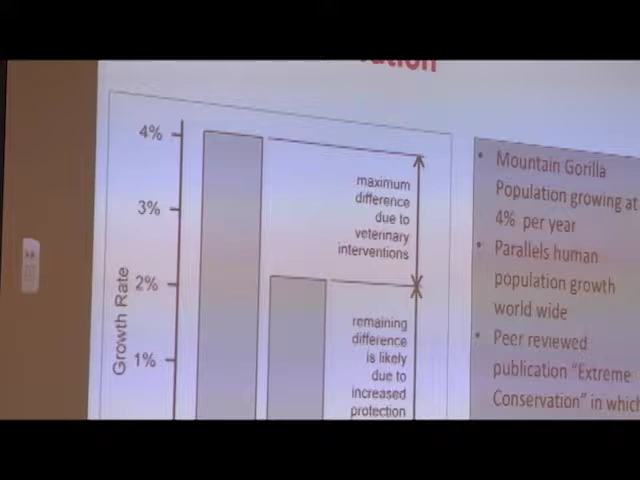 4%
3%
2%
1%
Growth Rate
maximum
difference
due to
veterinary
interventions
remaining
difference
is likely
due to
increased
protection
• Mountain Gorilla
Population growing at
4% per year
• Parallels human
population growth
world wide
• Peer reviewed
publication "Extreme
Conservation" in which